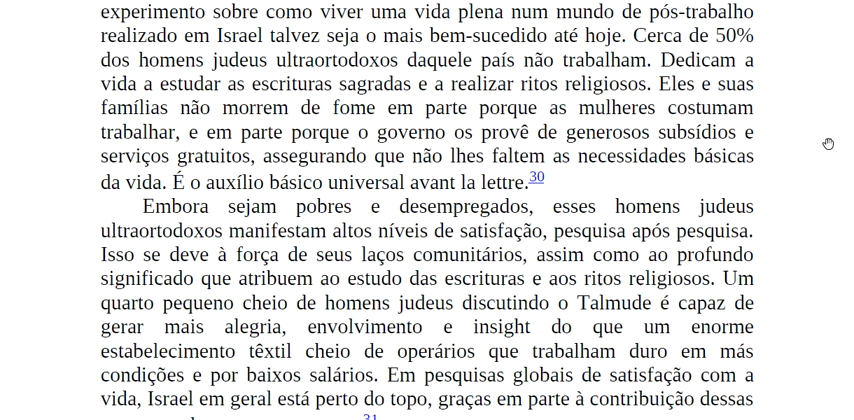 experimento sobre como viver uma vida plena num mundo de pós-trabalho
realizado em Israel talvez seja o mais bem-sucedido até hoje. Cerca de 50%
dos homens judeus ultraortodoxos daquele país não trabalham. Dedicam a
vida a estudar as escrituras sagradas e a realizar ritos religiosos. Eles e suas
famílias não morrem de fome em parte porque as mulheres costumam
trabalhar, e em parte porque o governo os provê de generosos subsídios e
serviços gratuitos, assegurando que não lhes faltem as necessidades básicas
da vida. É o auxílio básico universal avant la lettre.30
Embora sejam pobres e desempregados, esses homens judeus
ultraortodoxos manifestam altos níveis de satisfação, pesquisa após pesquisa.
Isso se deve à força de seus laços comunitários, assim como ao profundo
significado que atribuem ao estudo das escrituras e aos ritos religiosos. Um
quarto pequeno cheio de homens judeus discutindo o Talmude é capaz de
gerar mais alegria, envolvimento e insight do que um enorme
estabelecimento têxtil cheio de operários que trabalham duro em más
condições e por baixos salários. Em pesquisas globais de satisfação com a
vida, Israel em geral está perto do topo, graças em parte à contribuição dessas
31